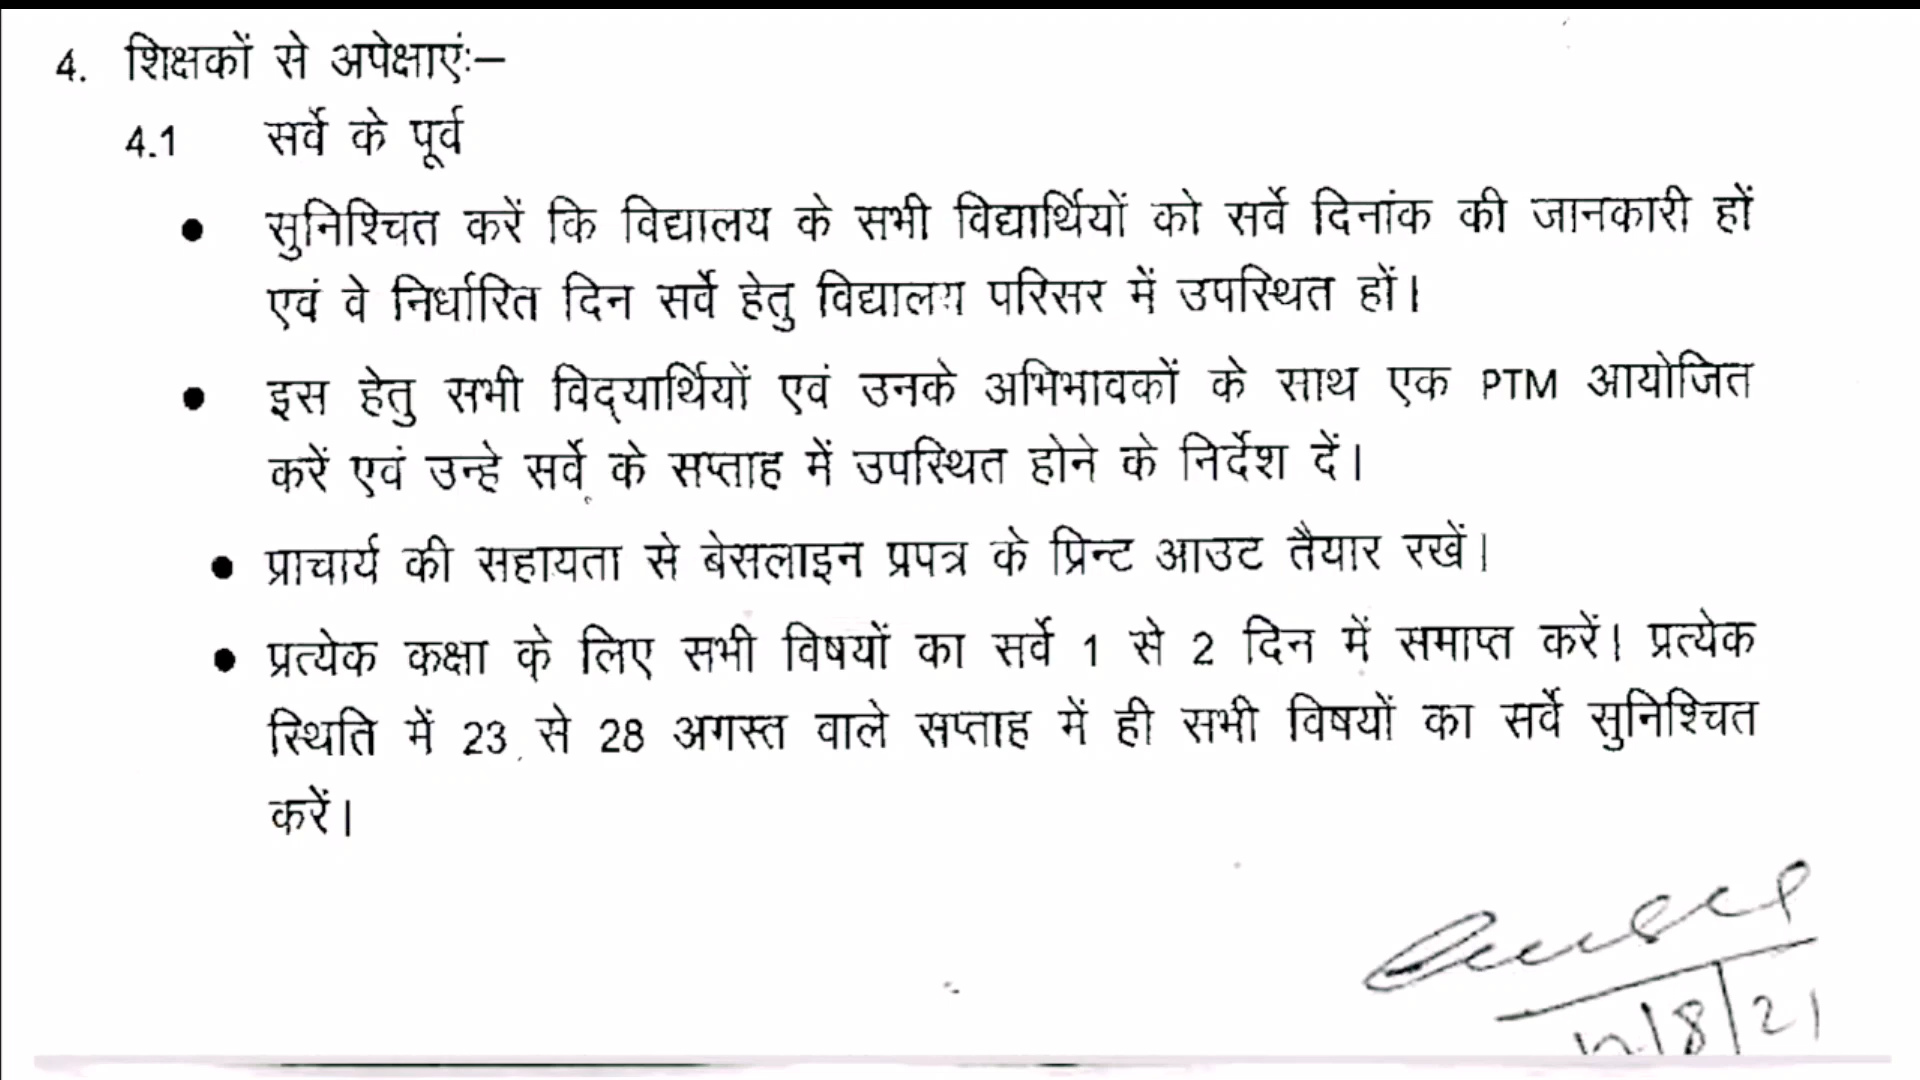 4. शिक्षकों से अपेक्षाएंः–
4.1 सर्वे के पूर्व
● सुनिश्चित करें कि विद्यालय के सभी विद्यार्थियों को सर्वे दिनांक की जानकारी हों
एवं वे निर्धारित दिन सर्वे हेतु विद्यालय परिसर में उपस्थित हों।
● इस हेतु सभी विद्यार्थियों एवं उनके अभिभावकों के साथ एक PTM आयोजित
करें एवं उन्हे सर्वे के सप्ताह में उपस्थित होने के निर्देश दें।
● प्राचार्य की सहायता से बेसलाइन प्रपत्र के प्रिन्ट आउट तैयार रखें।
● प्रत्येक कक्षा के लिए सभी विषयों का सर्वे 1 से 2 दिन में समाप्त करें। प्रत्येक
स्थिति में 23 से 28 अगस्त वाले सप्ताह में ही सभी विषयों का सर्वे सुनिश्चित
करें।